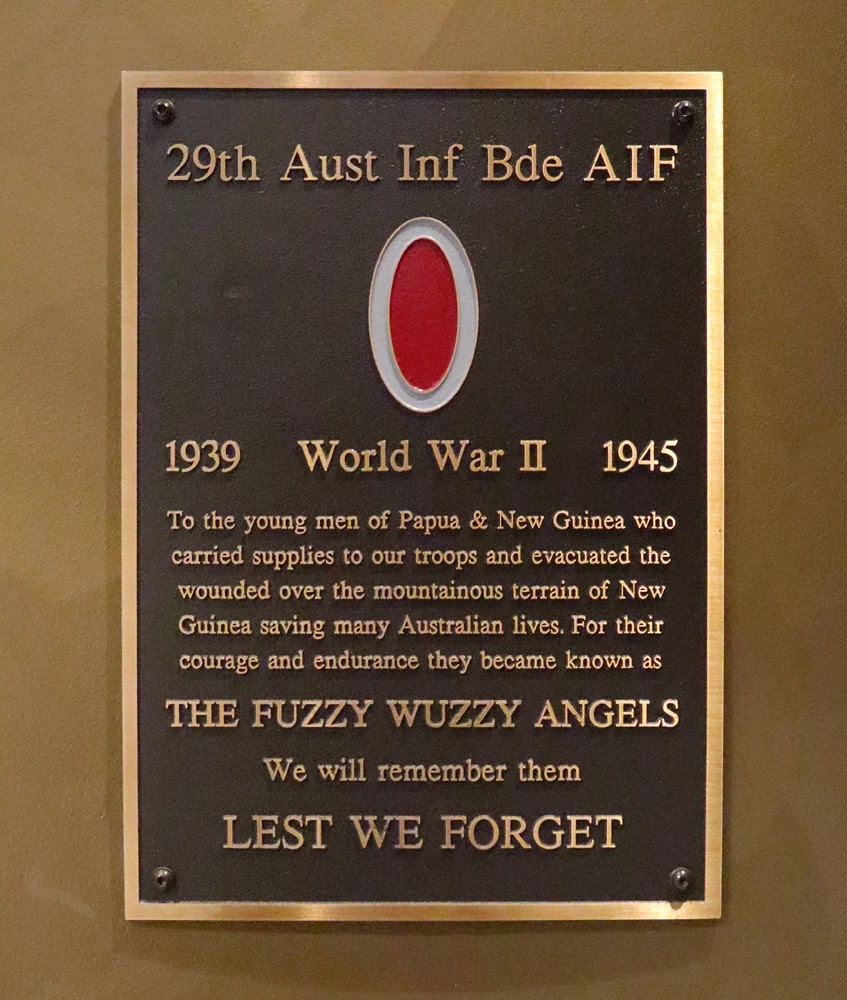 29th Aust Inf Bde AIF
1939 World War II 1945
To the young men of Papua & New Guinea who
carried supplies to our troops and evacuated the
wounded over the mountainous terrain of New
Guinea saving many Australian lives. For their
courage and endurance they became known as
THE FUZZY WUZZY ANGELS
We will remember them
LEST WE FORGET